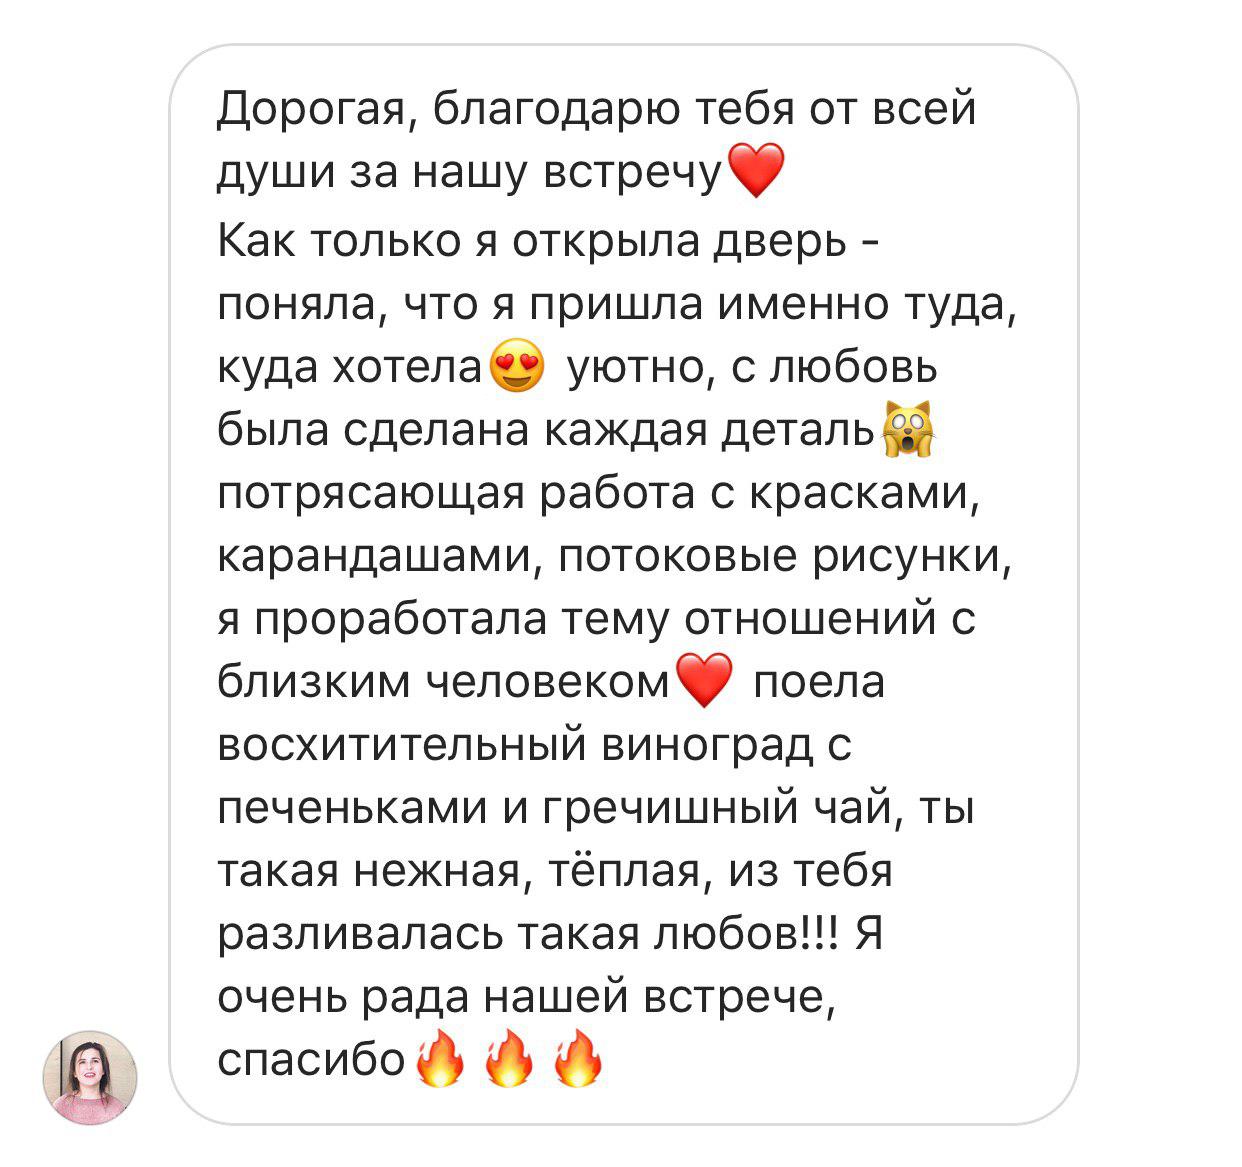 Дорогая, благодарю тебя от всей
души за нашу встречу❤️
Как только я открыла дверь -
поняла, что я пришла именно туда,
куда хотела😍 уютно, с любовь
была сделана каждая деталь🙀
потрясающая работа с красками,
карандашами, потоковые рисунки,
я проработала тему отношений с
близким человеком❤️ поела
восхитительный виноград с
печеньками и гречишный чай, ты
такая нежная, тёплая, из тебя
разливалась такая любов!!! Я
очень рада нашей встрече,
спасибо🔥🔥🔥